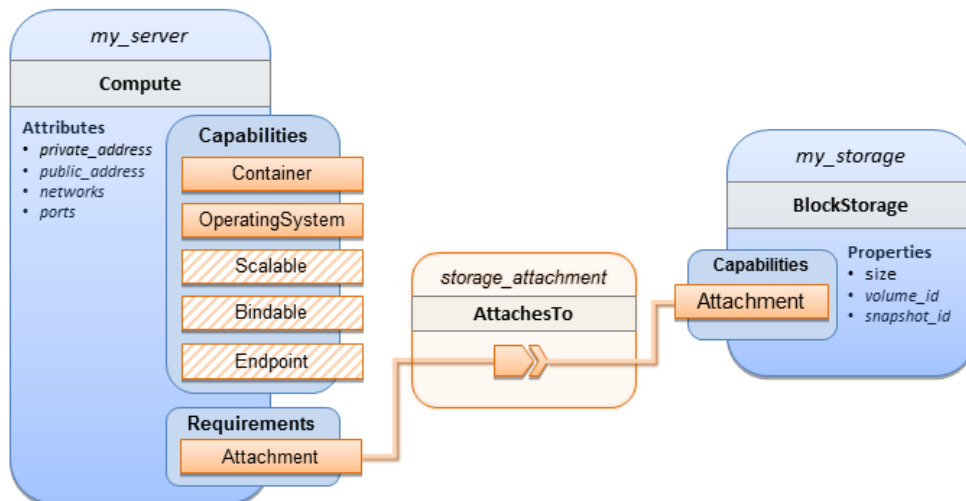 my_server
Compute
Attributes
• private_address
• public_address
• networks
• ports
Capabilities
Container
OperatingSystem
Scalable
Bindable
Endpoint
Requirements
Attachment
storage_attachment
AttachesTo
my_storage
BlockStorage
Capabilities
Attachment
Properties
• size
• volume_id
• snapshot_id